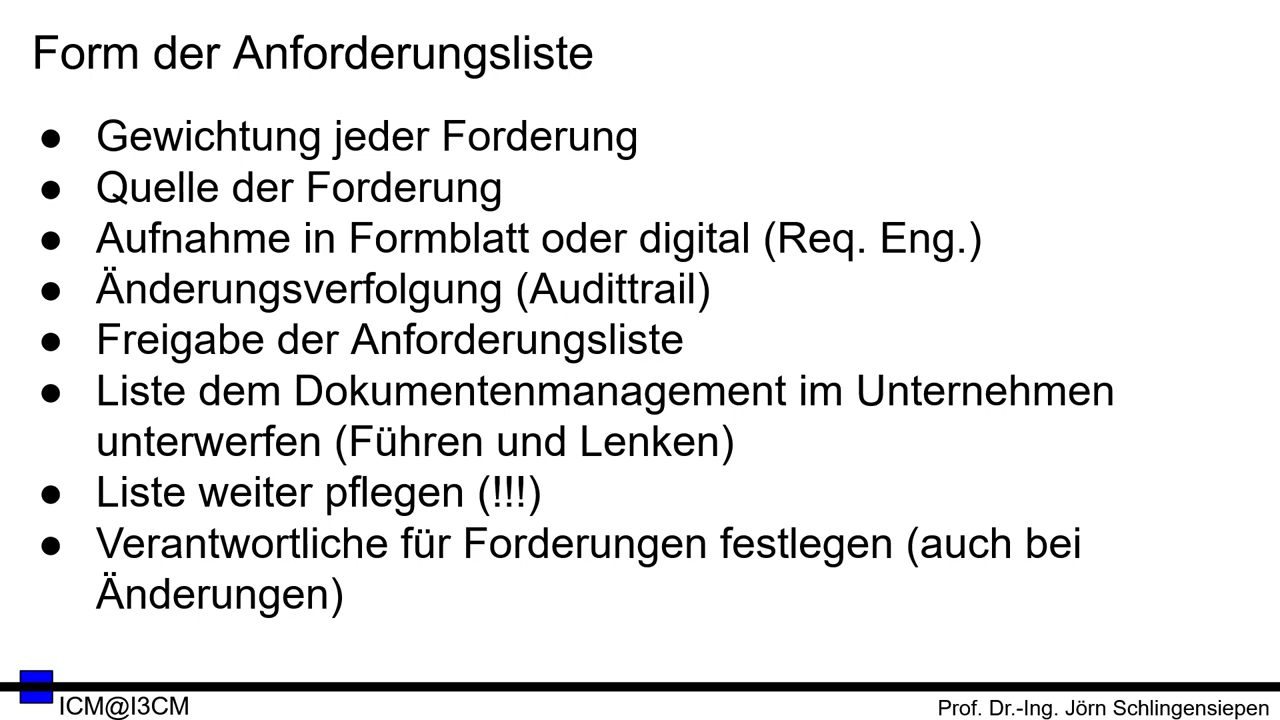 Form der Anforderungsliste
● Gewichtung jeder Forderung
● Quelle der Forderung
● Aufnahme in Formblatt oder digital (Req. Eng.)
● Änderungsverfolgung (Audittrail)
● Freigabe der Anforderungsliste
● Liste dem Dokumentenmanagement im Unternehmen
unterwerfen (Führen und Lenken)
● Liste weiter pflegen (!!!)
● Verantwortliche für Forderungen festlegen (auch bei
Änderungen)
ICM@I3CM
Prof. Dr.-Ing. Jörn Schlingensiepen